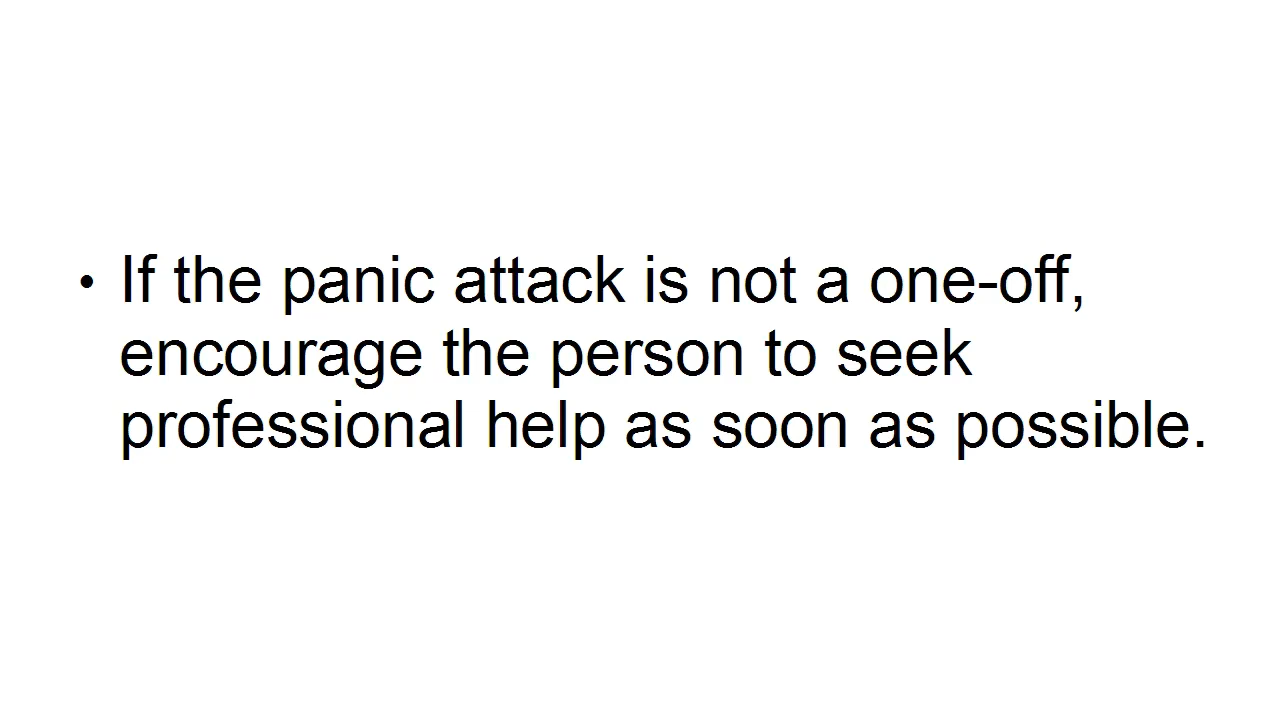 • If the panic attack is not a one-off,
encourage the person to seek
professional help as soon as possible.